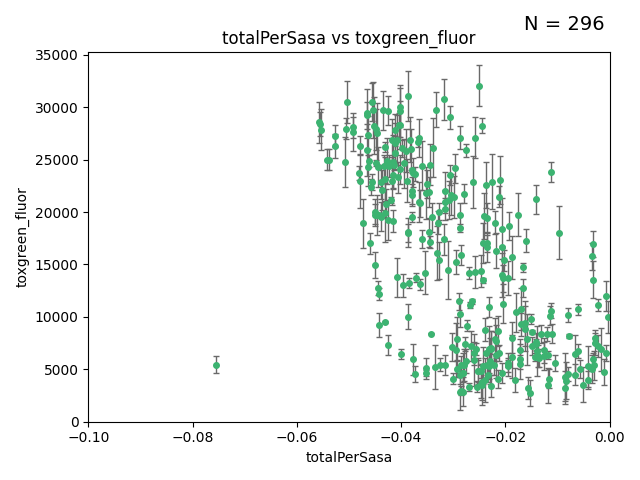 N = 296
totalPerSasa vs toxgreen_fluor
35000
30000
25000
20000
15000
10000
5000
0
toxgreen_fluor
−0.10 −0.08 −0.06 −0.04 −0.02 0.00
totalPerSasa